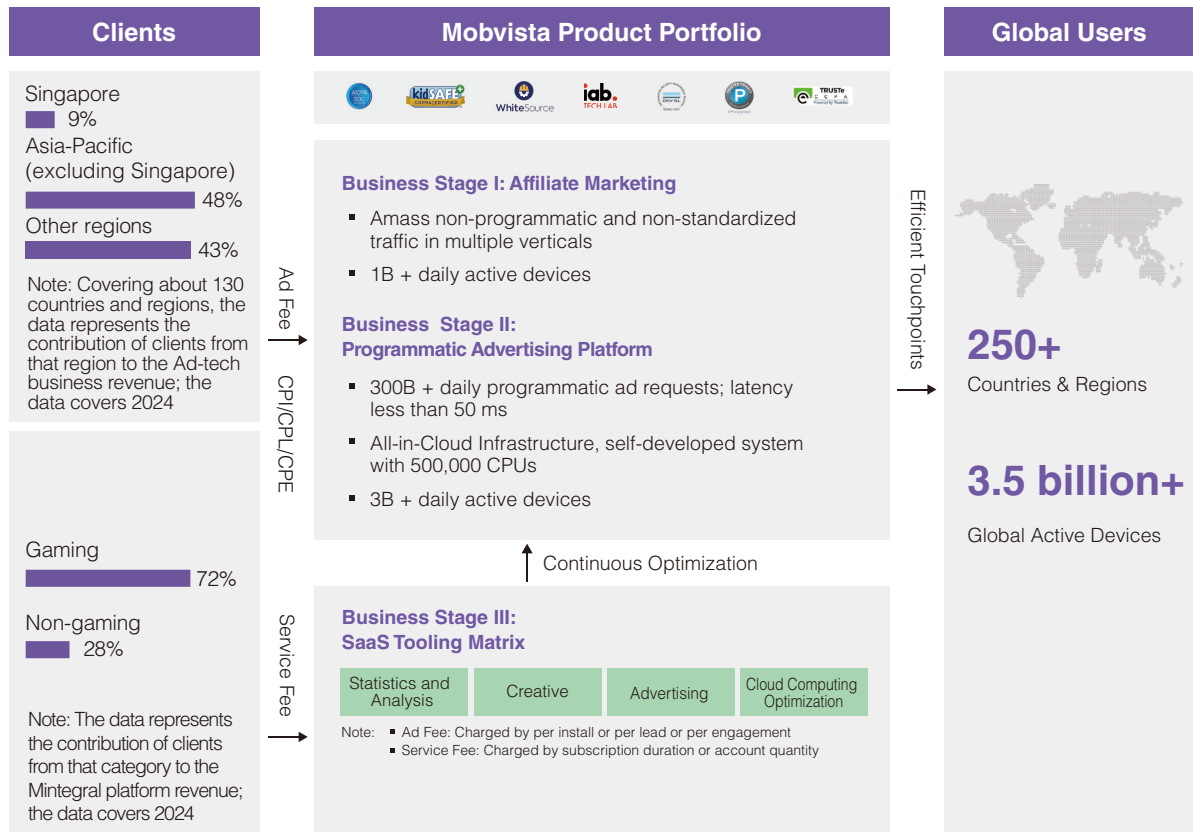 Clients
Singapore
9%
Asia-Pacific
(excluding Singapore)
48%
Other regions
43%
Note: Covering about 130
countries and regions, the
data represents the
contribution of clients from
that region to the Ad-tech
business revenue; the
data covers 2024
Gaming
72%
Non-gaming
28%
Note: The data represents
the contribution of clients
from that category to the
Mintegral platform revenue;
the data covers 2024
Ad Fee
CPI/CPL/CPE
Service Fee
Mobvista Product Portfolio
kidSAFE+
COPPA CERTIFIED
WhiteSource
iab.
TECH LAB
DNV·GL
P
TRUSTe
Powered by TrustArc
Business Stage I: Affiliate Marketing
▪ Amass non-programmatic and non-standardized
traffic in multiple verticals
▪ 1B + daily active devices
Business Stage II:
Programmatic Advertising Platform
▪ 300B + daily programmatic ad requests; latency
less than 50 ms
▪ All-in-Cloud Infrastructure, self-developed system
with 500,000 CPUs
▪ 3B + daily active devices
Continuous Optimization
Business Stage III:
SaaS Tooling Matrix
Statistics and
Analysis
Creative
Advertising
Cloud Computing
Optimization
Note: ▪ Ad Fee: Charged by per install or per lead or per engagement
▪ Service Fee: Charged by subscription duration or account quantity
Efficient Touchpoints
Global Users
250+
Countries & Regions
3.5 billion+
Global Active Devices